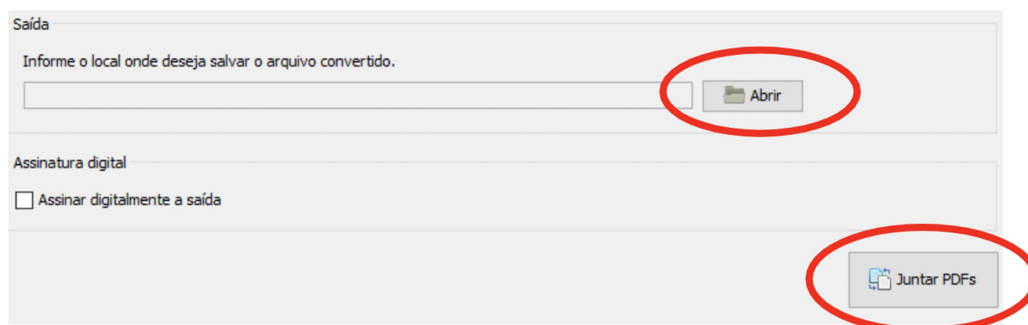 Saída
Informe o local onde deseja salvar o arquivo convertido.
Abrir
Assinatura digital
Assinar digitalmente a saída
Juntar PDFs